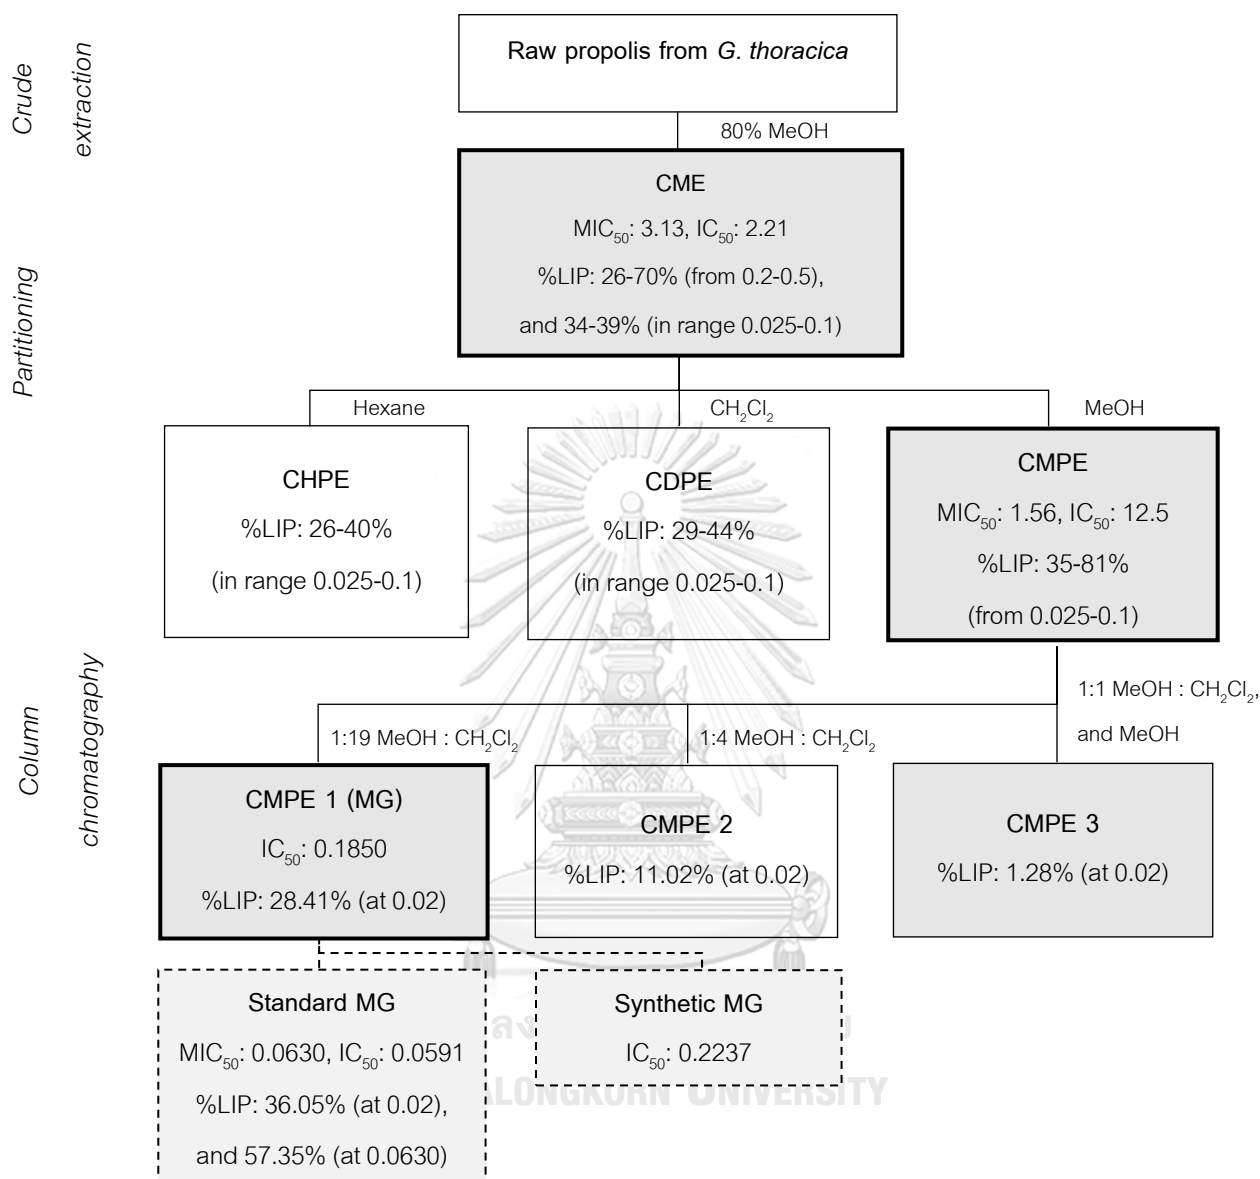 Crude
extraction
Raw propolis from G. thoracica
80% MeOH
CME
MIC50: 3.13, IC50: 2.21
%LIP: 26-70% (from 0.2-0.5),
and 34-39% (in range 0.025-0.1)
Partitioning
Hexane
CH2Cl2
MeOH
CHPE
%LIP: 26-40%
(in range 0.025-0.1)
CDPE
%LIP: 29-44%
(in range 0.025-0.1)
CMPE
MIC50: 1.56, IC50: 12.5
%LIP: 35-81%
(from 0.025-0.1)
Column
chromatography
1:19 MeOH : CH2Cl2
1:4 MeOH : CH2Cl2
1:1 MeOH : CH2Cl2,
and MeOH
CMPE 1 (MG)
IC50: 0.1850
%LIP: 28.41% (at 0.02)
CMPE 2
%LIP: 11.02% (at 0.02)
CMPE 3
%LIP: 1.28% (at 0.02)
Standard MG
MIC50: 0.0630, IC50: 0.0591
%LIP: 36.05% (at 0.02),
and 57.35% (at 0.0630)
Synthetic MG
IC50: 0.2237
ALONGKORN UNIVERSITY